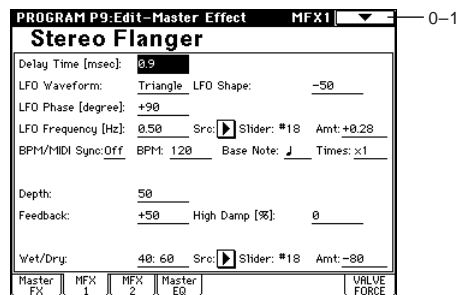 PROGRAM P9:Edit-Master Effect MFX1
0–1
Stereo Flanger
Delay Time [msec]: 0.9
LFO Waveform: Triangle LFO Shape: -50
LFO Phase [degree]: +90
LFO Frequency [Hz]: 0.50 Src: Slider: #18 Amt: +0.28
BPM/MIDI Sync: Off BPM: 120 Base Note: ♩ Times: x1
Depth: 50
Feedback: +50 High Damp [%]: 0
Wet/Dry: 40: 60 Src: Slider: #18 Amt: -80
Master FX MFX 1 MFX 2 Master EQ VALVE FORCE